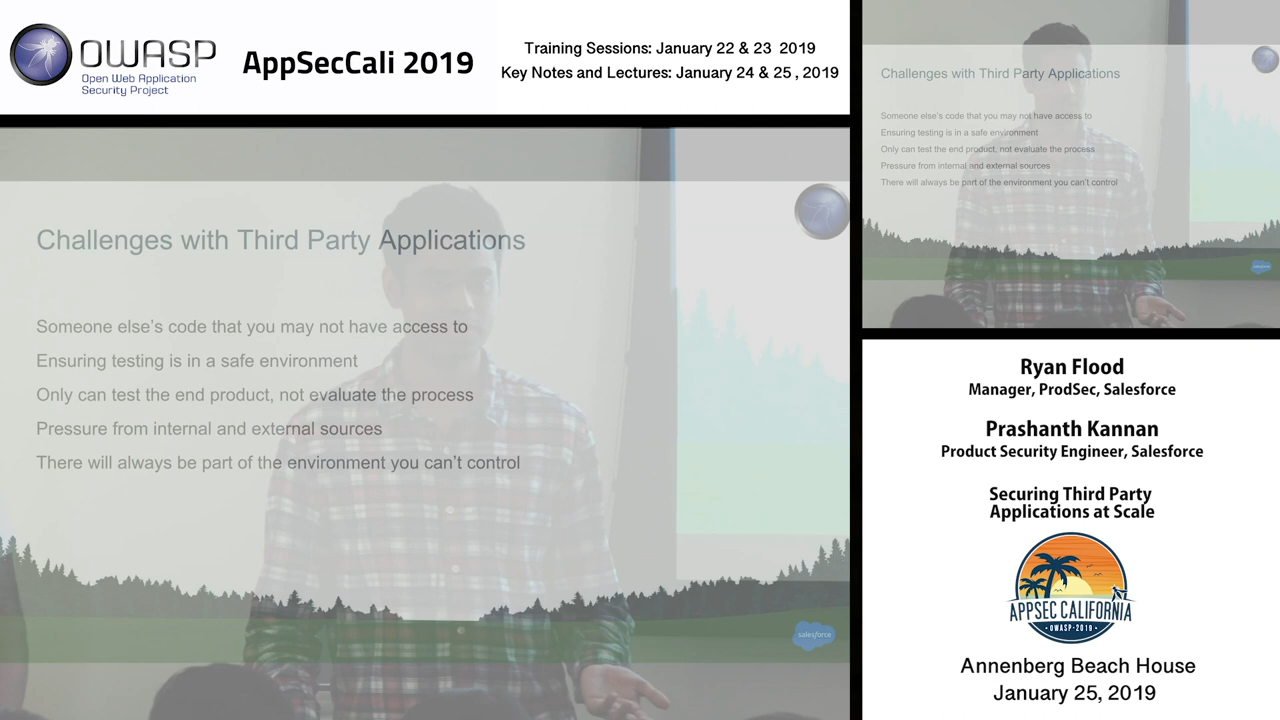 OWASP
Open Web Application
Security Project
AppSecCali 2019
Training Sessions: January 22 & 23 2019
Key Notes and Lectures: January 24 & 25 , 2019
Challenges with Third Party Applications
Someone else's code that you may not have access to
Ensuring testing is in a safe environment
Only can test the end product, not evaluate the process
Pressure from internal and external sources
There will always be part of the environment you can't control
salesforce
Challenges with Third Party Applications
Someone else's code that you may not have access to
Ensuring testing is in a safe environment
Only can test the end product, not evaluate the process
Pressure from internal and external sources
There will always be part of the environment you can't control
salesforce
Ryan Flood
Manager, ProdSec, Salesforce
Prashanth Kannan
Product Security Engineer, Salesforce
Securing Third Party
Applications at Scale
APPSEC CALIFORNIA
• OWASP-2019 •
Annenberg Beach House
January 25, 2019